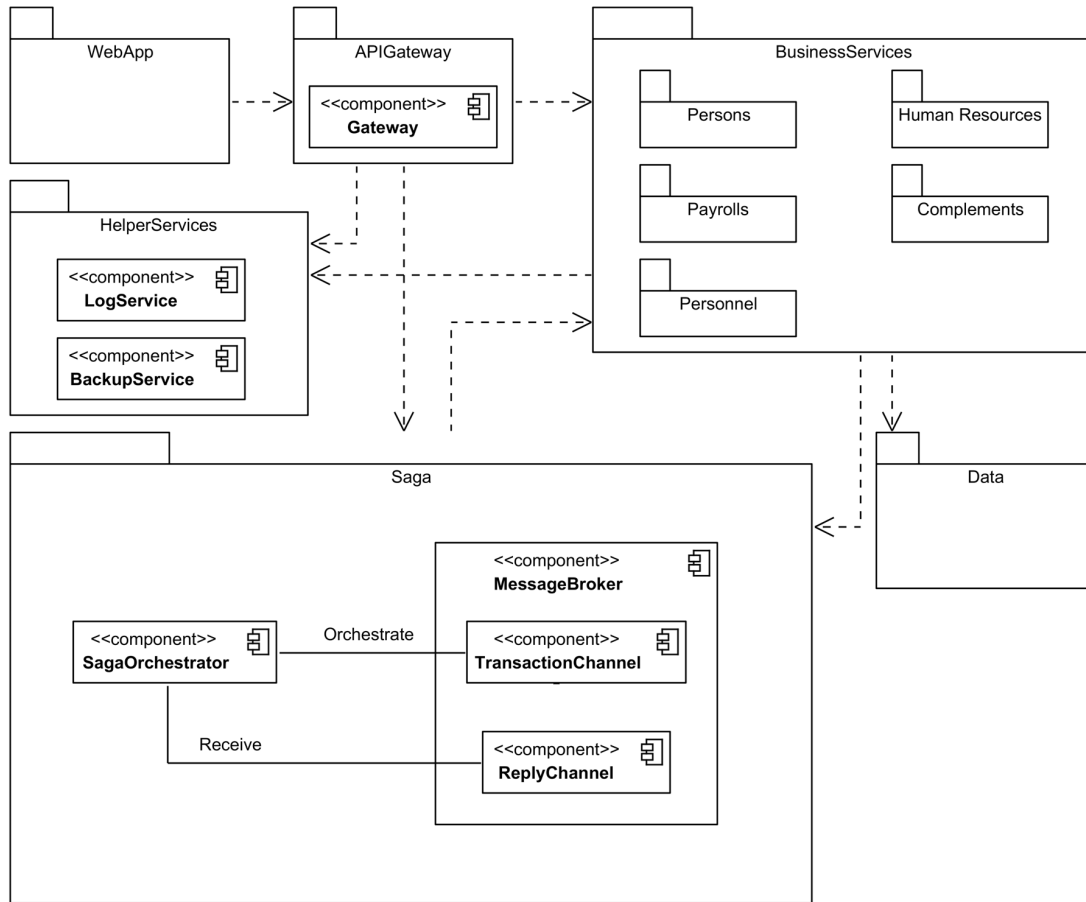 WebApp
APIGateway
<<component>>
Gateway
BusinessServices
Persons
Human Resources
Payrolls
Complements
Personnel
HelperServices
<<component>>
LogService
<<component>>
BackupService
Saga
Data
<<component>>
MessageBroker
<<component>>
SagaOrchestrator
Orchestrate
<<component>>
TransactionChannel
Receive
<<component>>
ReplyChannel